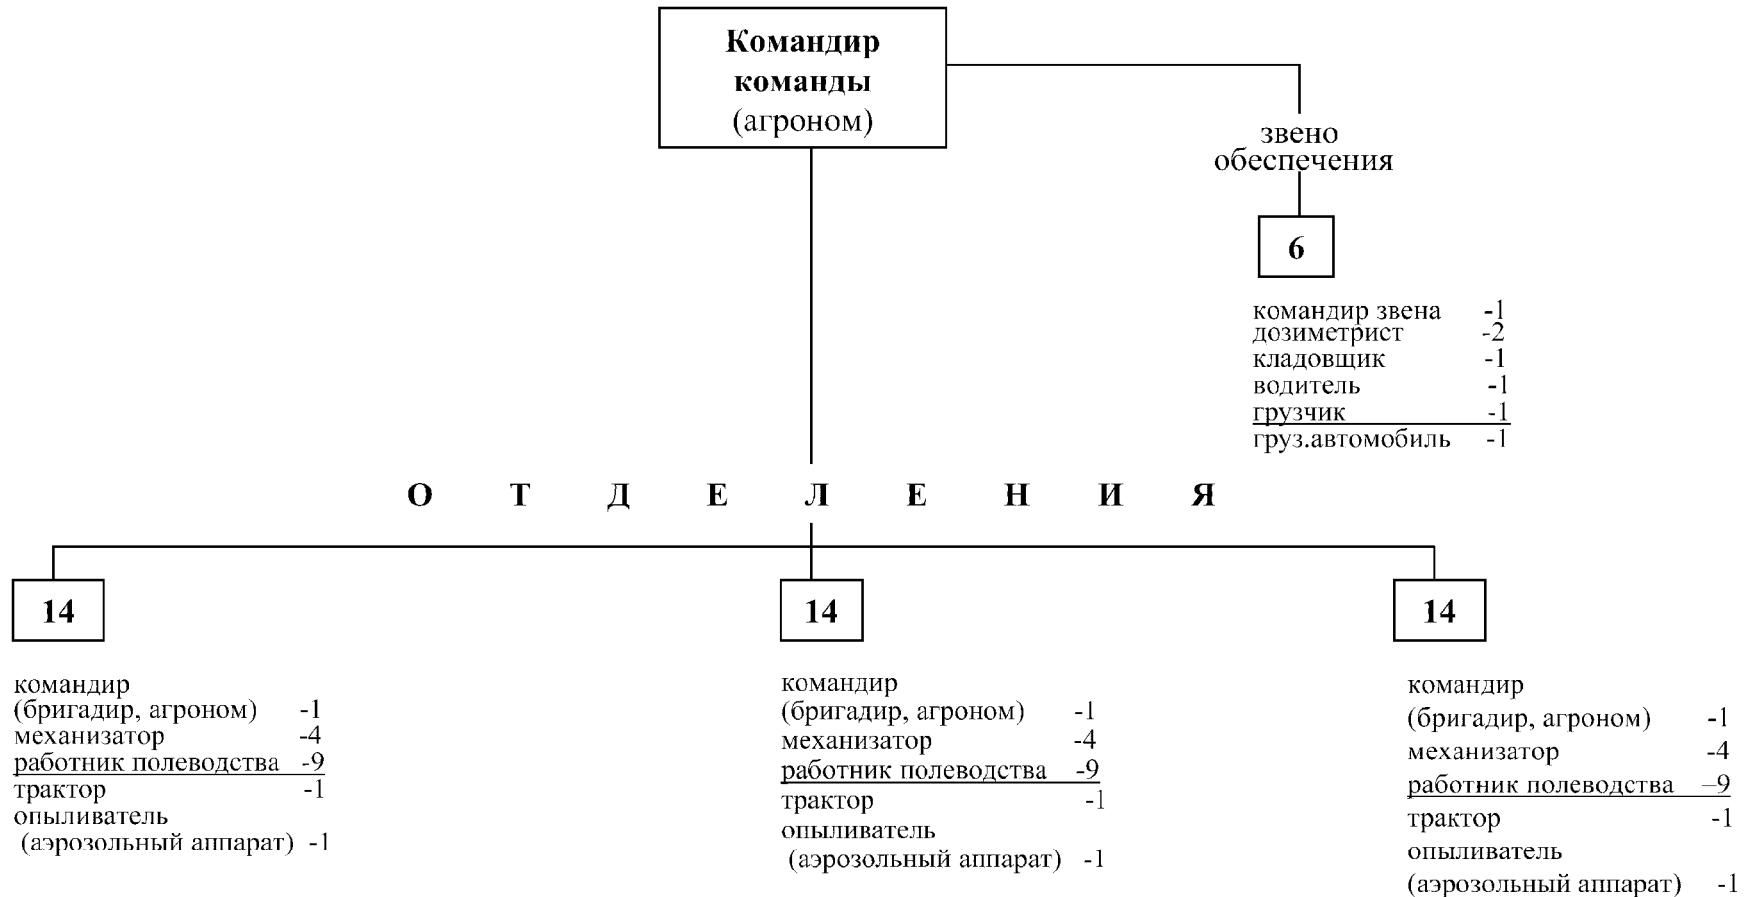 Командир
команды
(агроном)
звено
обеспечения
6
командир звена -1
дозиметрист -2
кладовщик -1
водитель -1
грузчик -1
груз.автомобиль -1
О Т Д Е Л Е Н И Я
14
командир
(бригадир, агроном) -1
механизатор -4
работник полеводства -9
трактор -1
опыливатель
(аэрозольный аппарат) -1
14
командир
(бригадир, агроном) -1
механизатор -4
работник полеводства -9
трактор -1
опыливатель
(аэрозольный аппарат) -1
14
командир
(бригадир, агроном) -1
механизатор -4
работник полеводства –9
трактор -1
опыливатель
(аэрозольный аппарат) -1